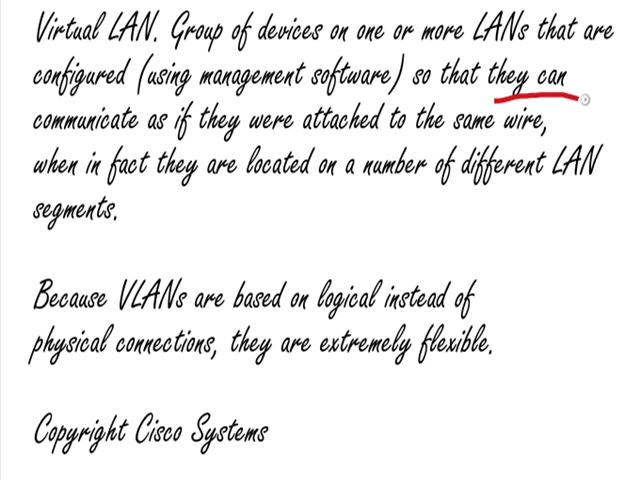 Virtual LAN. Group of devices on one or more LANs that are
configured (using management software) so that they can
communicate as if they were attached to the same wire,
when in fact they are located on a number of different LAN
segments.
Because VLANs are based on logical instead of
physical connections, they are extremely flexible.
Copyright Cisco Systems